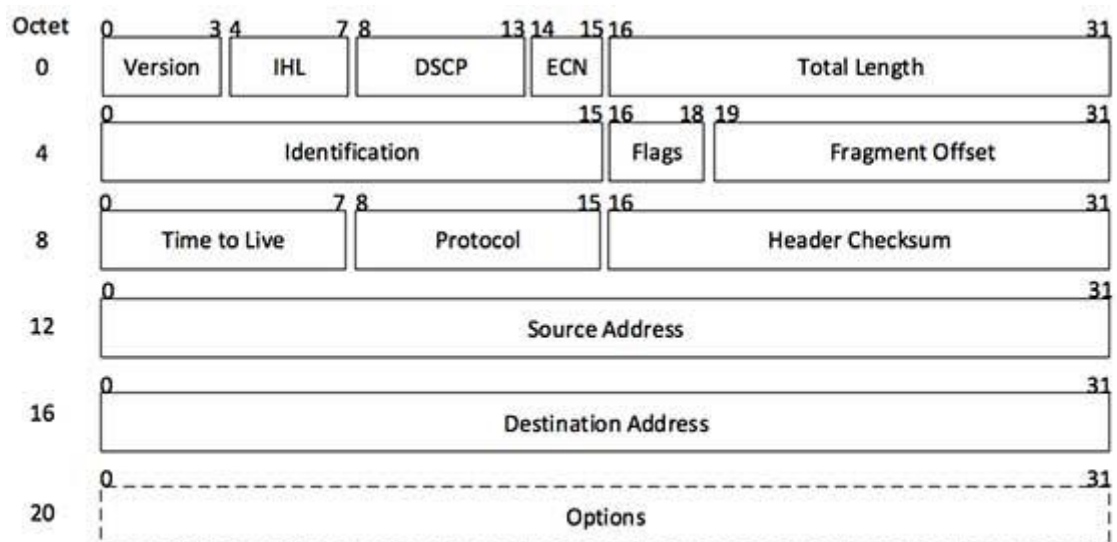 Octet 0 3 4 7 8 13 14 15 16 31
0 Version IHL DSCP ECN Total Length
0 15 16 18 19 31
4 Identification Flags Fragment Offset
0 7 8 15 16 31
8 Time to Live Protocol Header Checksum
0 31
12 Source Address
0 31
16 Destination Address
0 31
20 Options